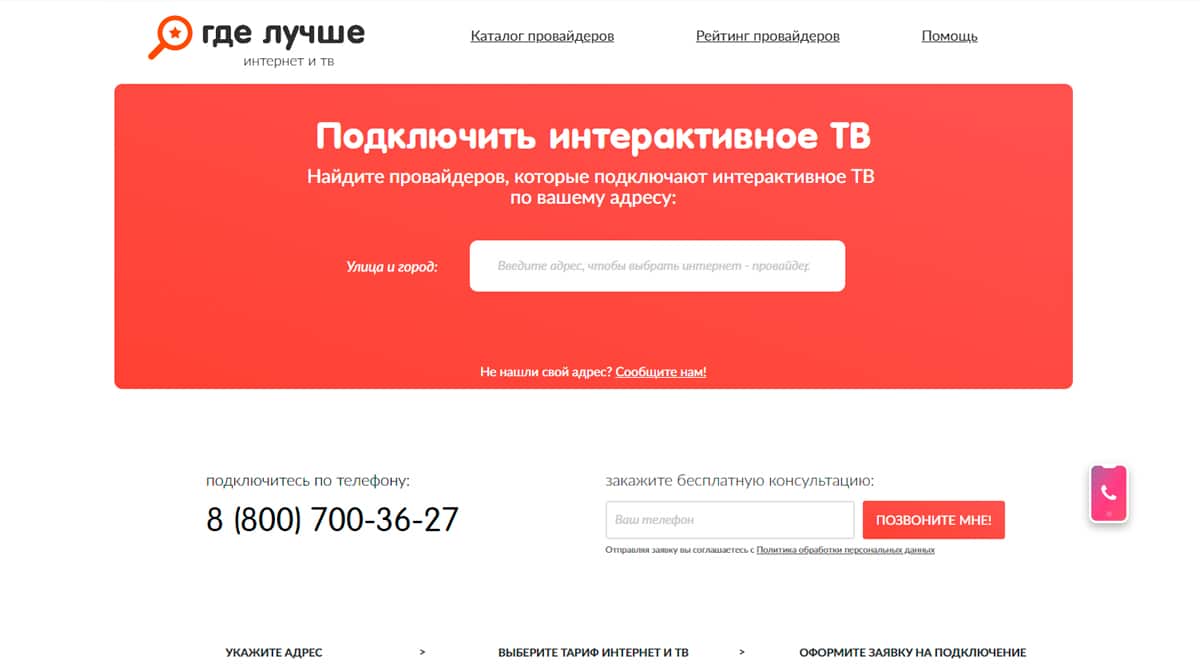 где лучше
интернет и тв
Каталог провайдеров
Рейтинг провайдеров
Помощь
Подключить интерактивное ТВ
Найдите провайдеров, которые подключают интерактивное ТВ
по вашему адресу:
Улица и город:
Введите адрес, чтобы выбрать интернет - провайдер
Не нашли свой адрес? Сообщите нам!
подключитесь по телефону:
8 (800) 700-36-27
закажите бесплатную консультацию:
Ваш телефон
ПОЗВОНИТЕ МНЕ!
Отправляя заявку вы соглашаетесь с Политика обработки персональных данных
УКАЖИТЕ АДРЕС > ВЫБЕРИТЕ ТАРИФ ИНТЕРНЕТ И ТВ > ОФОРМИТЕ ЗАЯВКУ НА ПОДКЛЮЧЕНИЕ